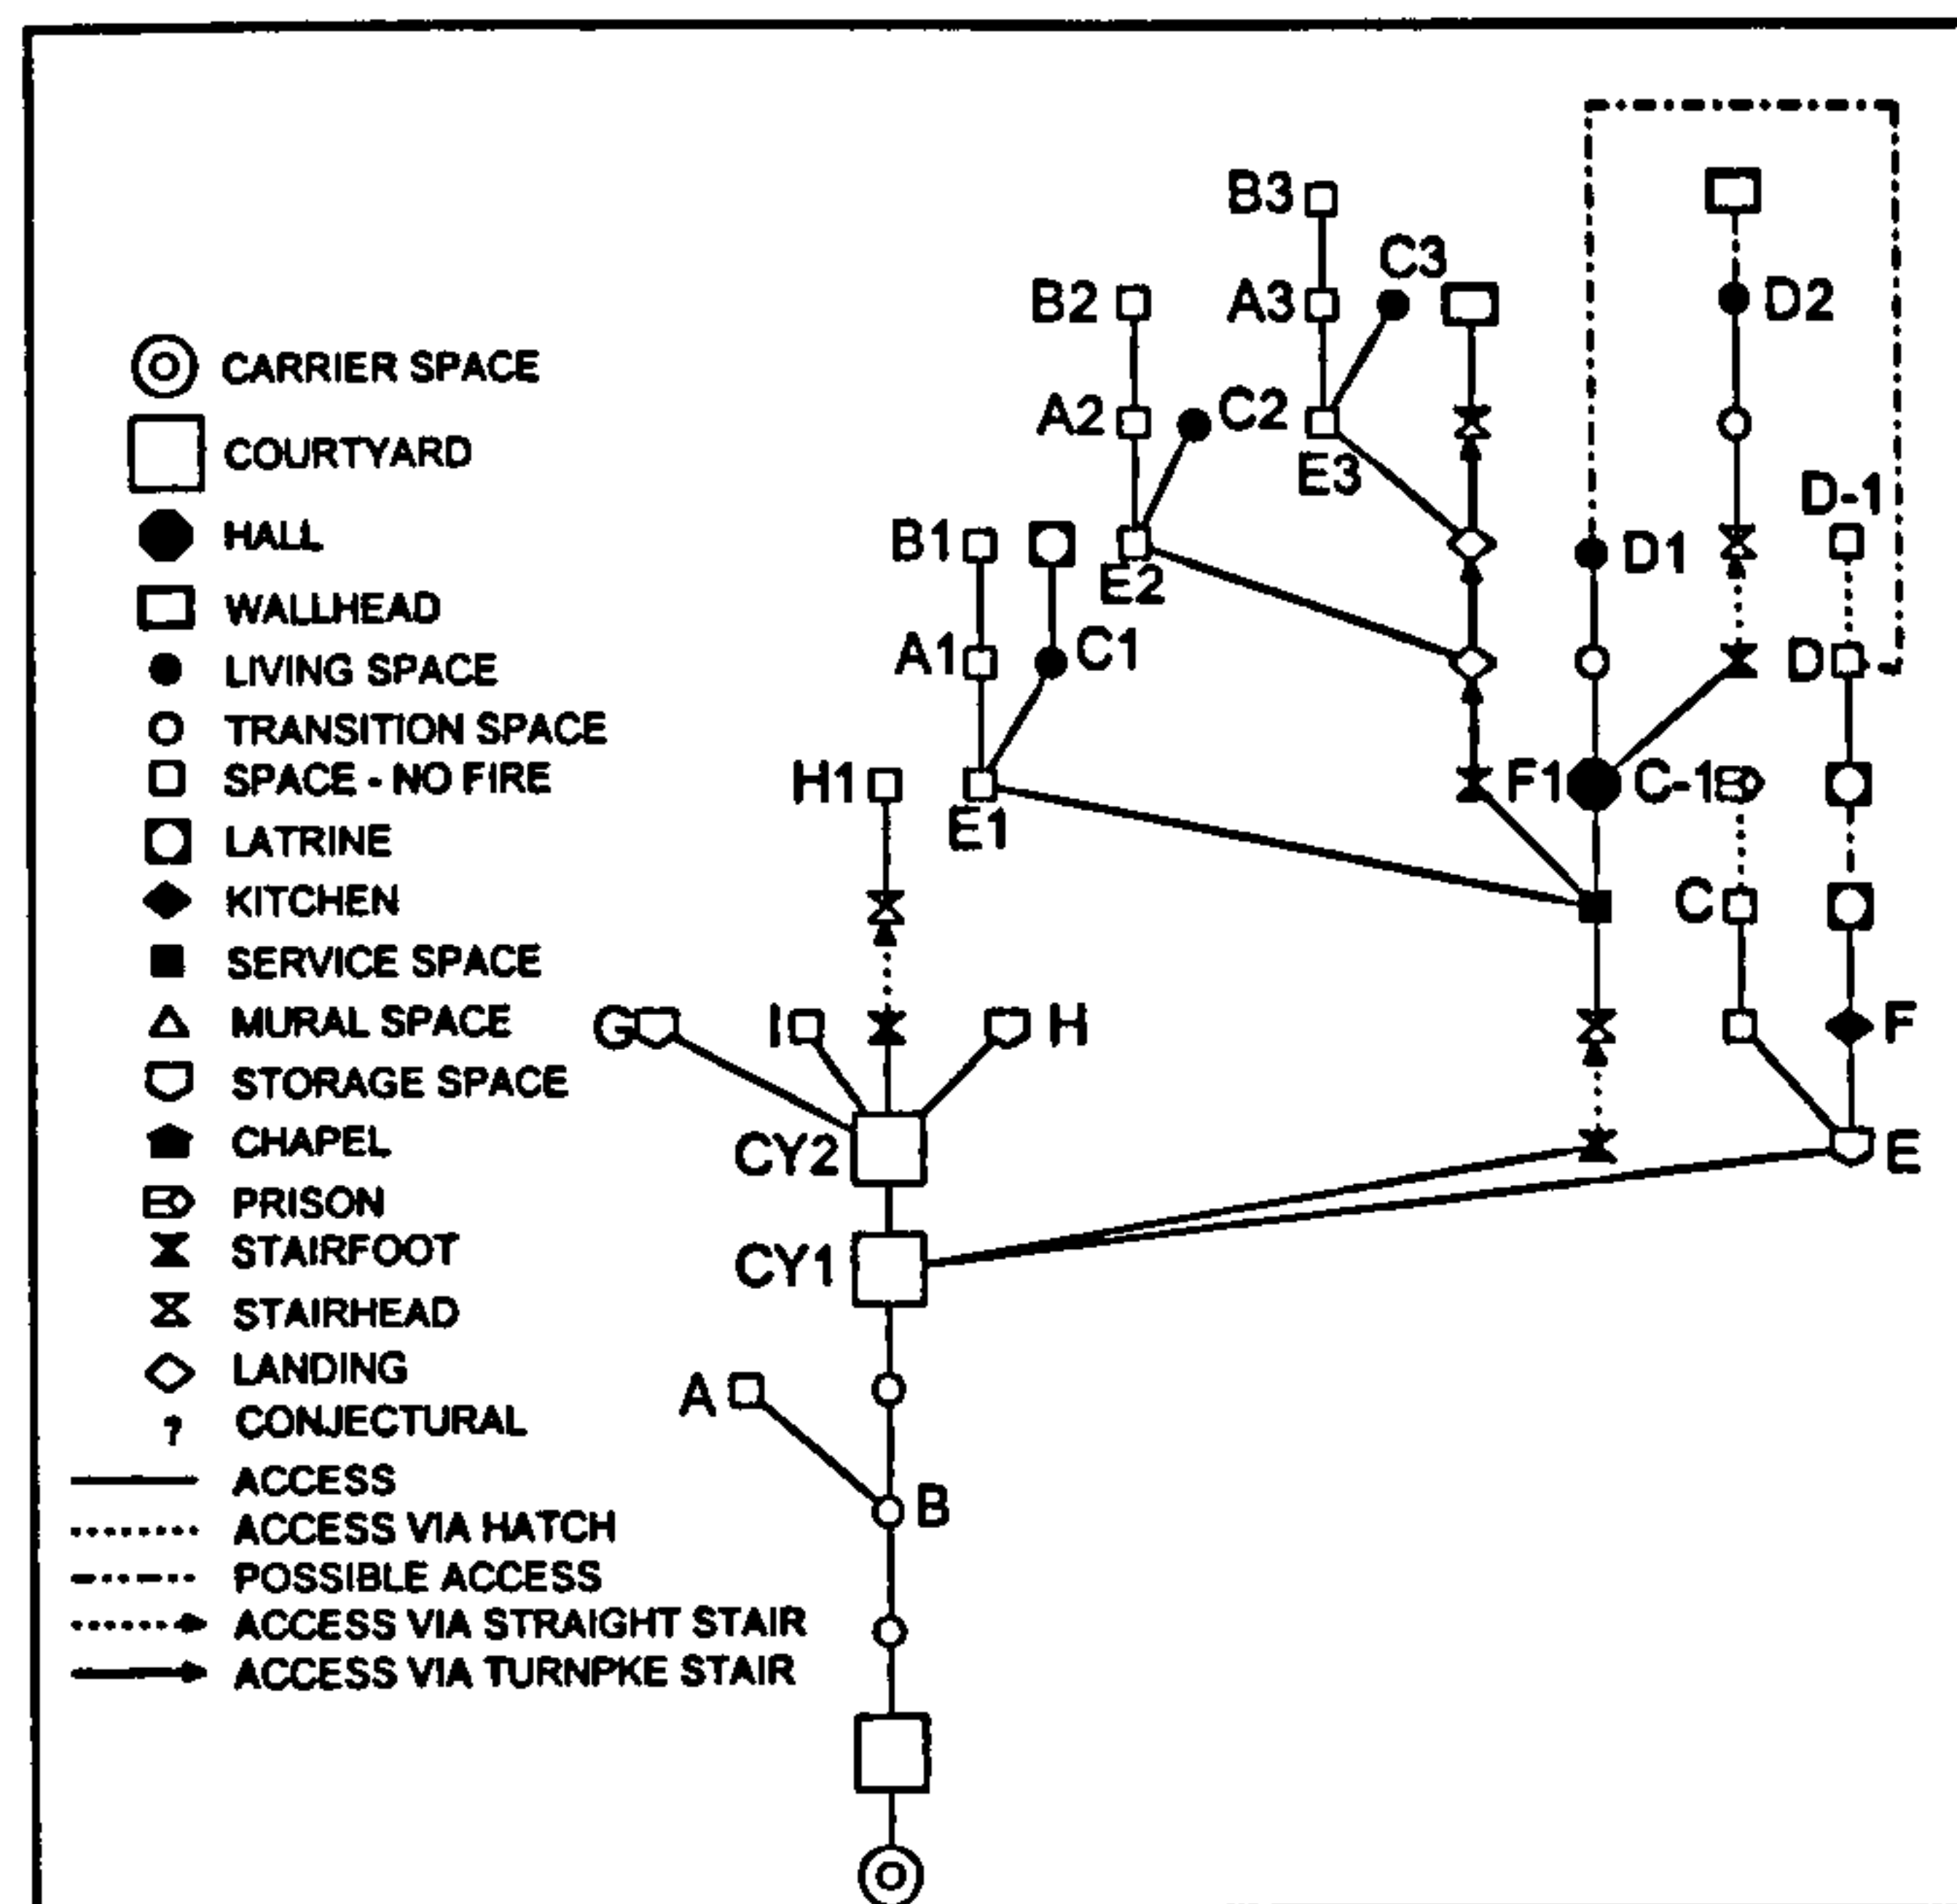 B3
C3
B2
A3
D2
CARRIER SPACE
A2
C2
COURTYARD
E3
D-1
HALL
B1
D1
E2
WALLHEAD
A1
C1
D
LIVING SPACE
TRANSITION SPACE
H1
F1
C-1
SPACE - NO FIRE
E1
LATRINE
KITCHEN
C
SERVICE SPACE
G
I
H
F
MURAL SPACE
STORAGE SPACE
CHAPEL
CY2
E
PRISON
STAIRFOOT
CY1
STAIRHEAD
LANDING
A
? CONJECTURAL
ACCESS
B
ACCESS VIA HATCH
POSSIBLE ACCESS
ACCESS VIA STRAIGHT STAIR
ACCESS VIA TURNPKE STAIR